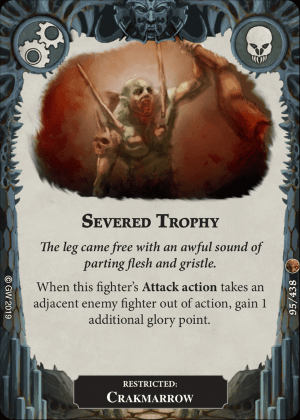 Severed Trophy
The leg came free with an awful sound of
parting flesh and gristle.
When this fighter's Attack action takes an
adjacent enemy fighter out of action, gain 1
additional glory point.
© GW 2019
95/438
RESTRICTED:
Crakmarrow